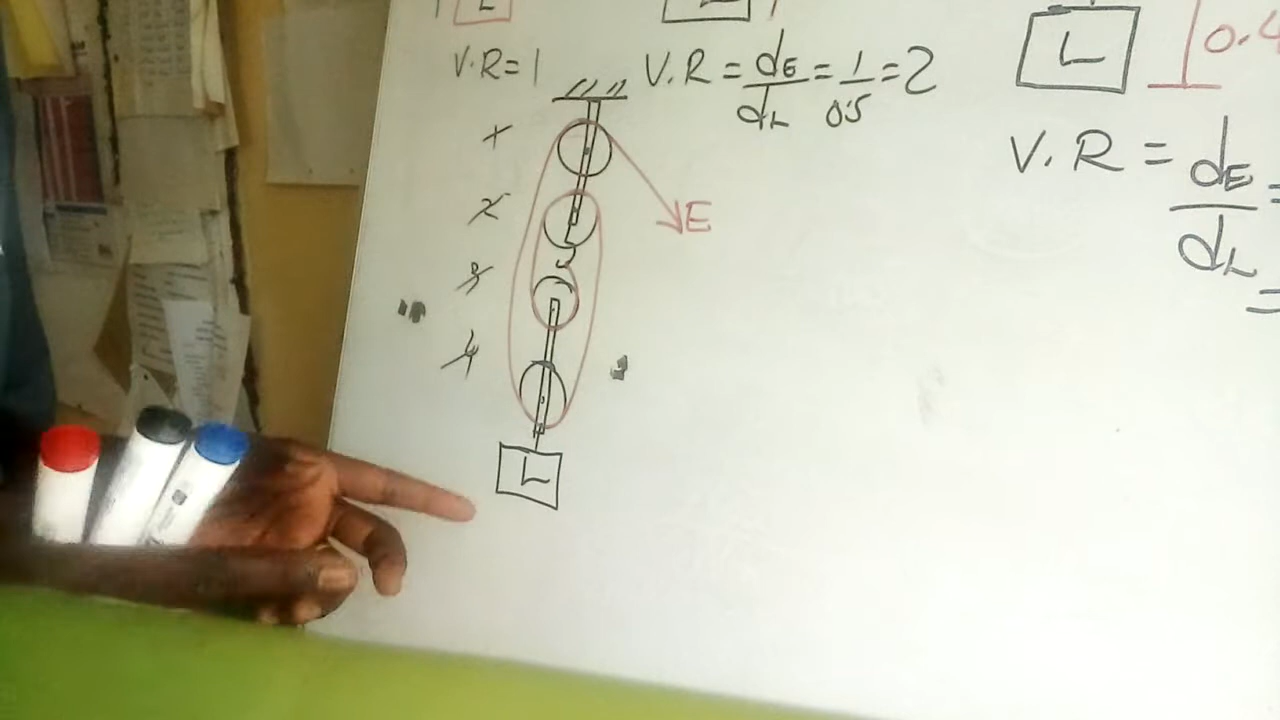 L
V.R = 1
V.R = dE/dL = 1/0.5 = 2
L
0.4
V.R = dE/dL =
=
1
2
E
3
4
L